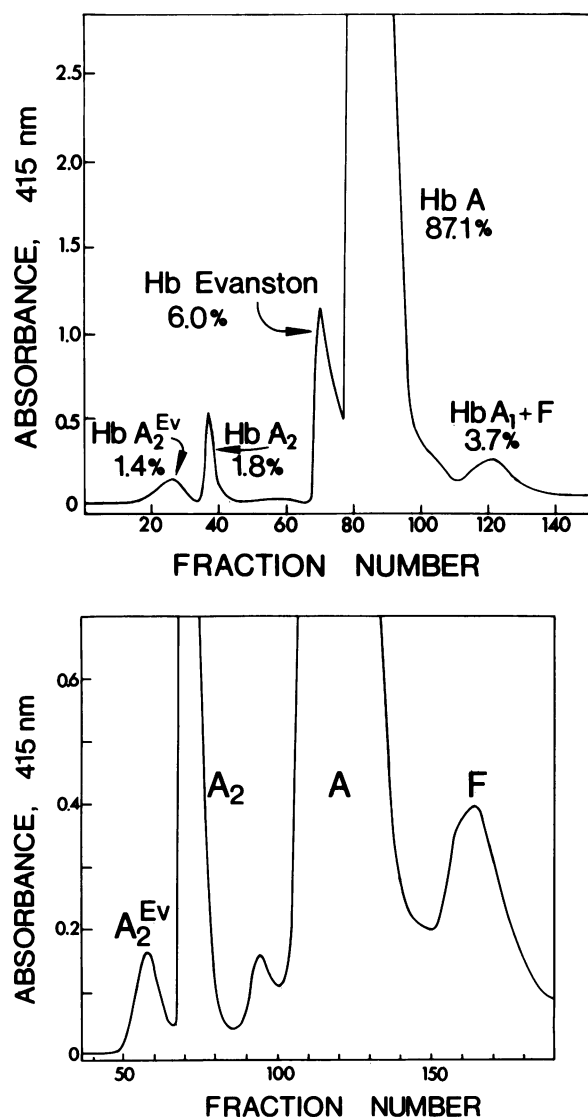 ABSORBANCE, 415 nm
2.5
2.0
1.5
1.0
0.5
0
Hb A
87.1%
Hb Evanston
6.0%
Hb A₂ᴱᵛ
1.4%
Hb A₂
1.8%
Hb A₁ + F
3.7%
20 40 60 80 100 120 140
FRACTION NUMBER
ABSORBANCE, 415 nm
0.6
0.4
0.2
0
A₂ᴱᵛ
A₂
A
F
50 100 150
FRACTION NUMBER